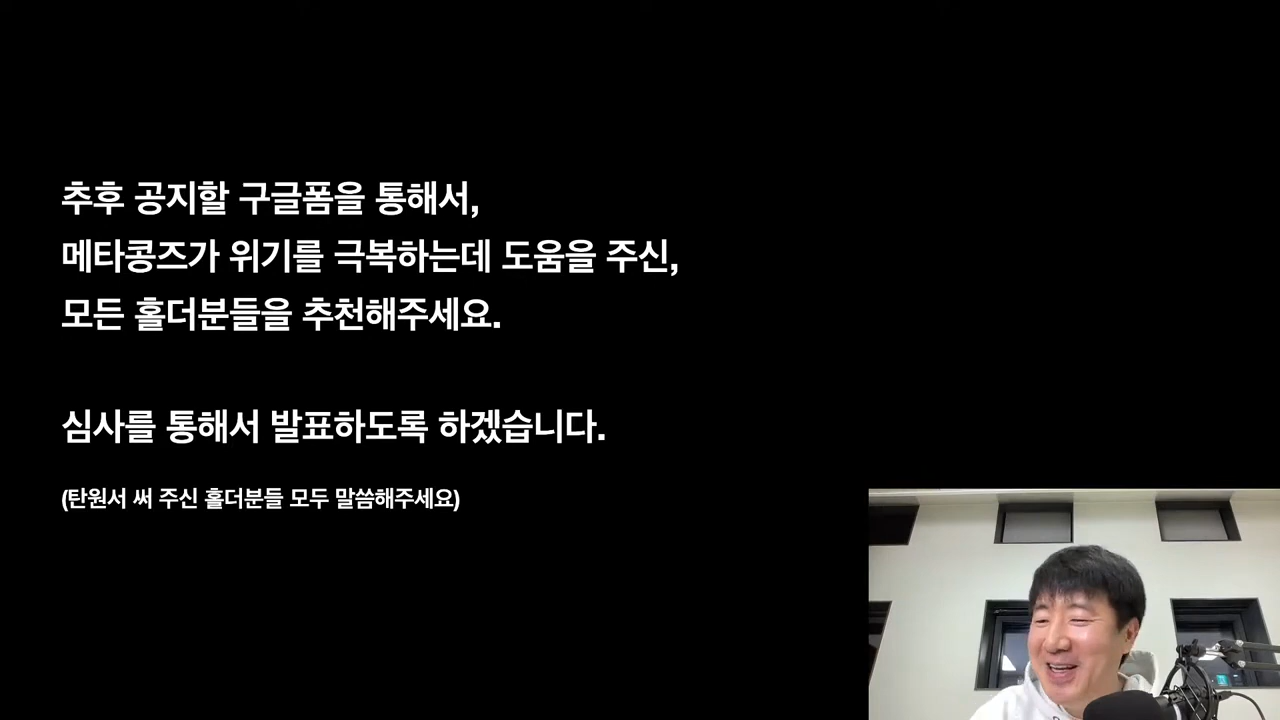 추후 공지할 구글폼을 통해서,
메타콩즈가 위기를 극복하는데 도움을 주신,
모든 홀더분들을 추천해주세요.
심사를 통해서 발표하도록 하겠습니다.
(탄원서 써 주신 홀더분들 모두 말씀해주세요)